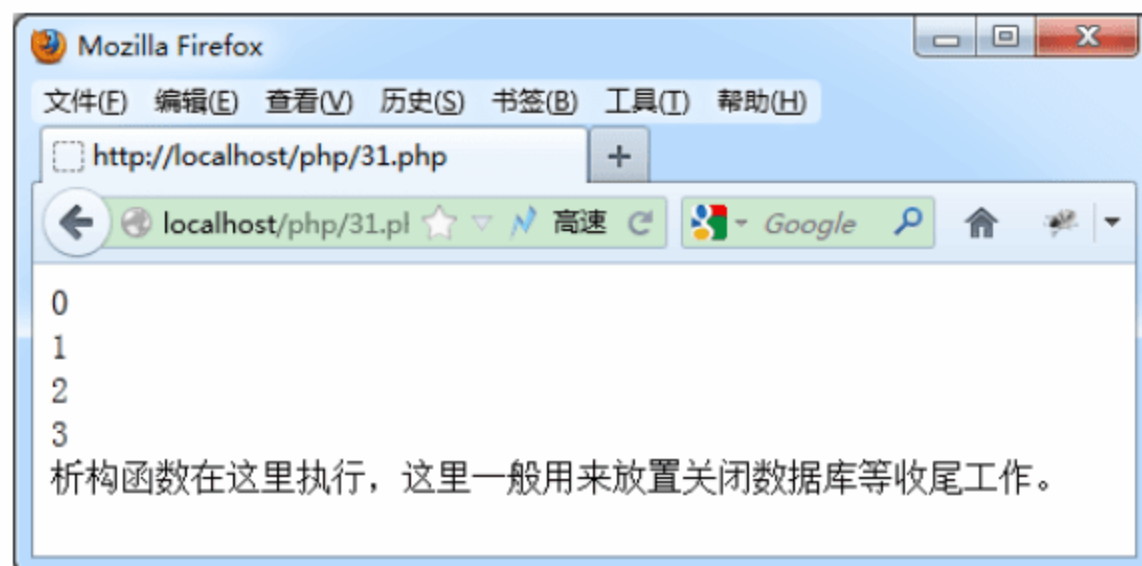 Mozilla Firefox
文件(F) 编辑(E) 查看(V) 历史(S) 书签(B) 工具(T) 帮助(H)
http://localhost/php/31.php
localhost/php/31.pl 高速 Google
0
1
2
3
析构函数在这里执行，这里一般用来放置关闭数据库等收尾工作。